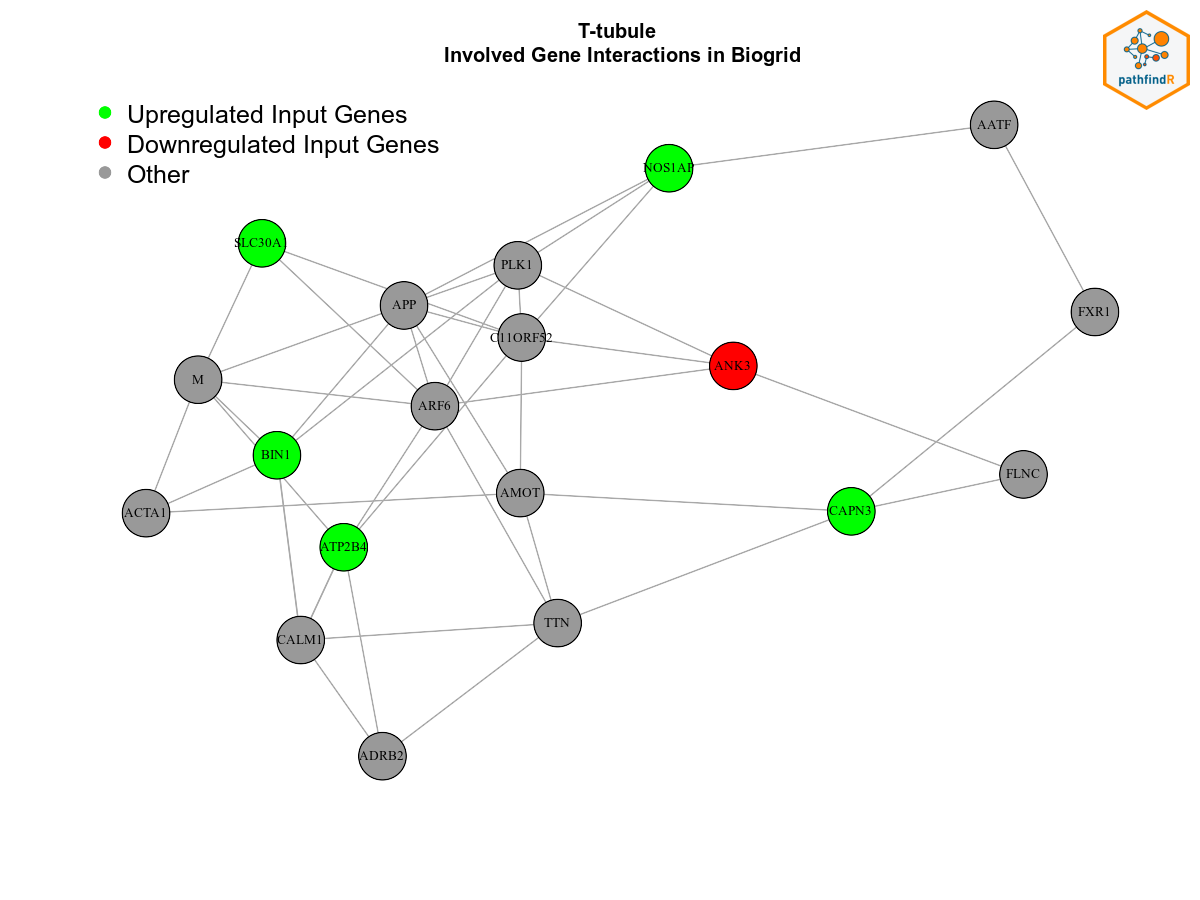 T-tubule
Involved Gene Interactions in Biogrid
pathfindR
Upregulated Input Genes
Downregulated Input Genes
Other
AATF
NOS1AP
SLC30A
PLK1
APP
FXR1
C11ORF52
ANK3
M
ARF6
BIN1
FLNC
AMOT
CAPN3
ACTA1
ATP2B4
TTN
CALM1
ADRB2